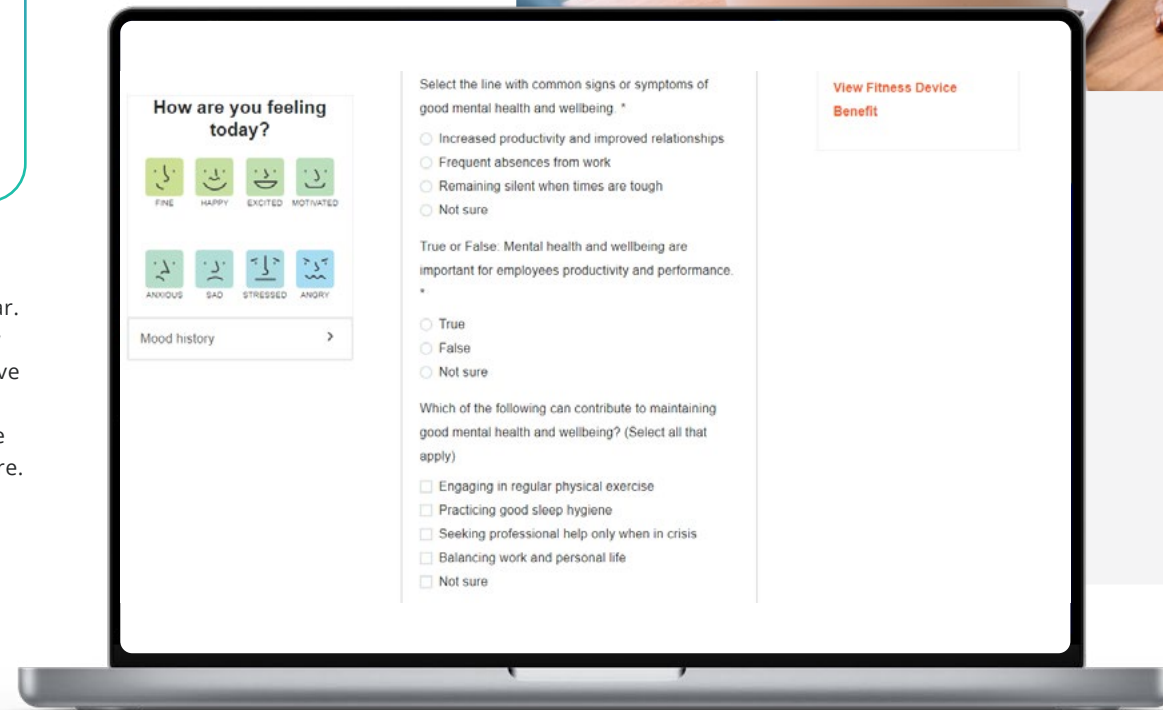 How are you feeling
today?
FINE HAPPY EXCITED MOTIVATED
ANXIOUS SAD STRESSED ANGRY
Mood history
Select the line with common signs or symptoms of
good mental health and wellbeing. *
Increased productivity and improved relationships
Frequent absences from work
Remaining silent when times are tough
Not sure
True or False: Mental health and wellbeing are
important for employees productivity and performance.
*
True
False
Not sure
Which of the following can contribute to maintaining
good mental health and wellbeing? (Select all that
apply)
Engaging in regular physical exercise
Practicing good sleep hygiene
Seeking professional help only when in crisis
Balancing work and personal life
Not sure
View Fitness Device
Benefit